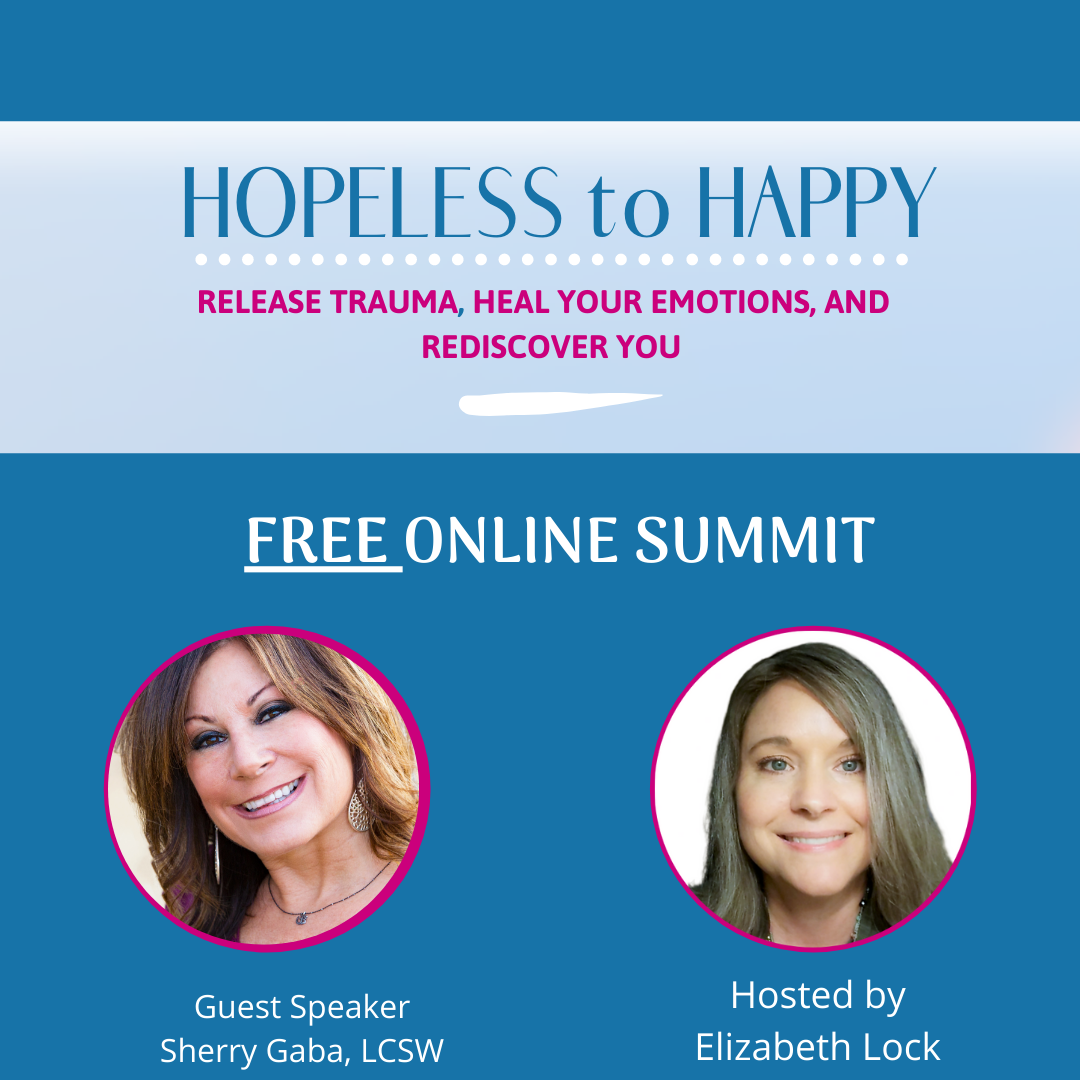 HOPELESS to HAPPY
RELEASE TRAUMA, HEAL YOUR EMOTIONS, AND
REDISCOVER YOU
FREE ONLINE SUMMIT
Guest Speaker
Sherry Gaba, LCSW
Hosted by
Elizabeth Lock